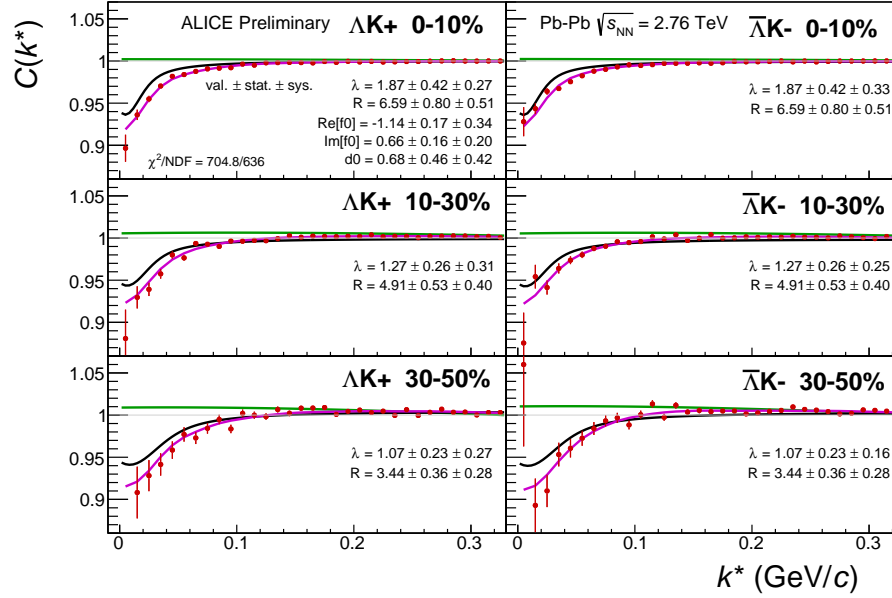 ALICE Preliminary
ΛK+ 0-10%
Pb-Pb √sNN = 2.76 TeV
Λ̅K- 0-10%
C(k*)
1
0.95
0.9
val. ± stat. ± sys.
λ = 1.87 ± 0.42 ± 0.27
R = 6.59 ± 0.80 ± 0.51
Re[f0] = -1.14 ± 0.17 ± 0.34
Im[f0] = 0.66 ± 0.16 ± 0.20
d0 = 0.68 ± 0.46 ± 0.42
χ²/NDF = 704.8/636
λ = 1.87 ± 0.42 ± 0.33
R = 6.59 ± 0.80 ± 0.51
ΛK+ 10-30%
Λ̅K- 10-30%
1.05
1
0.95
0.9
λ = 1.27 ± 0.26 ± 0.31
R = 4.91 ± 0.53 ± 0.40
λ = 1.27 ± 0.26 ± 0.25
R = 4.91 ± 0.53 ± 0.40
ΛK+ 30-50%
Λ̅K- 30-50%
1.05
1
0.95
0.9
λ = 1.07 ± 0.23 ± 0.27
R = 3.44 ± 0.36 ± 0.28
λ = 1.07 ± 0.23 ± 0.16
R = 3.44 ± 0.36 ± 0.28
0 0.1 0.2 0.3
0 0.1 0.2 0.3
k* (GeV/c)